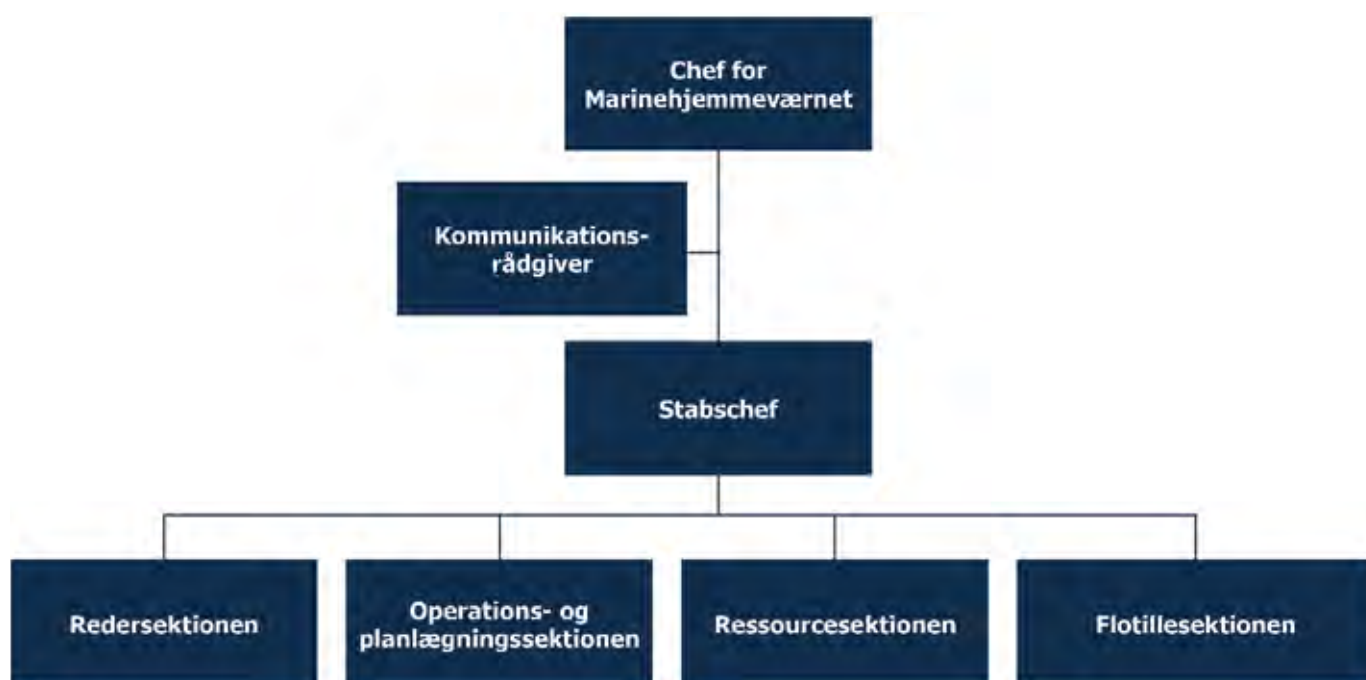 Chef for
Marinehjemmeværnet
Kommunikations-
rådgiver
Stabschef
Redersektionen
Operations- og
planlægningssektionen
Ressourcesektionen
Flotillesektionen